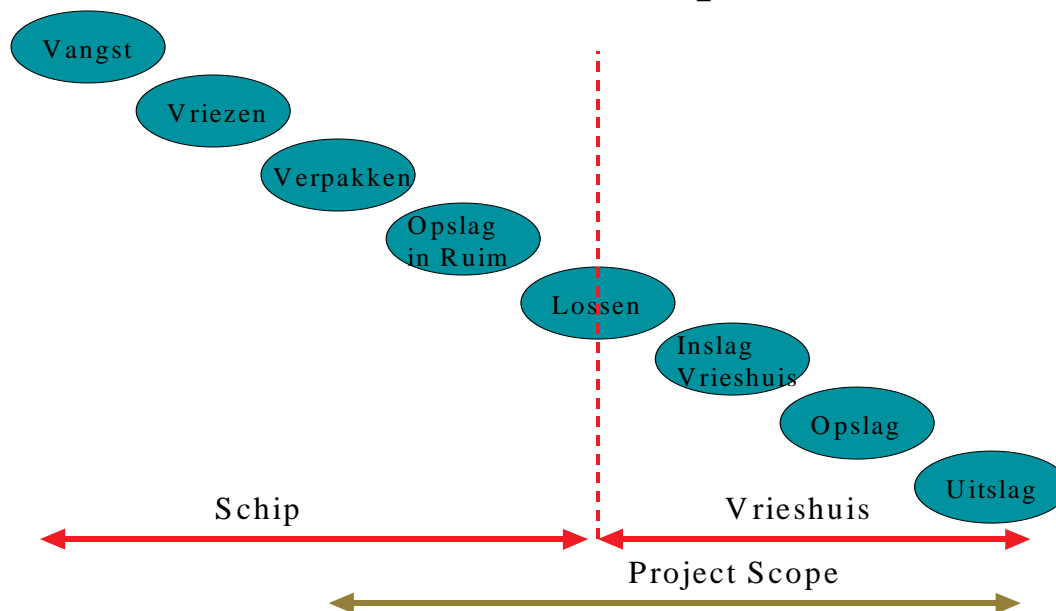 Vangst
Vriezen
Verpakken
Opslag
in Ruim
Lossen
Inslag
Vrieshuis
Opslag
Uitslag
Schip
Vrieshuis
Project Scope